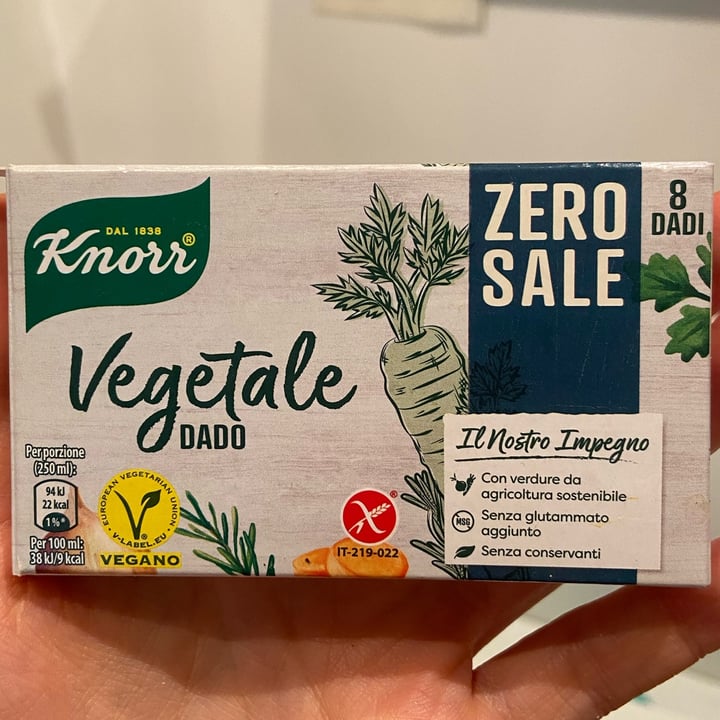 DAL 1838
Knorr®
Vegetale
DADO
ZERO
SALE
8
DADI
Il Nostro Impegno
Con verdure da
agricoltura sostenibile
MSG
Senza glutammato
aggiunto
Senza conservanti
Per porzione
(250 ml):
94 kJ
22 kcal
1%*
Per 100 ml:
38 kJ/9 kcal
EUROPEAN VEGETARIAN UNION
V-LABEL.EU
VEGANO
®
IT-219-022